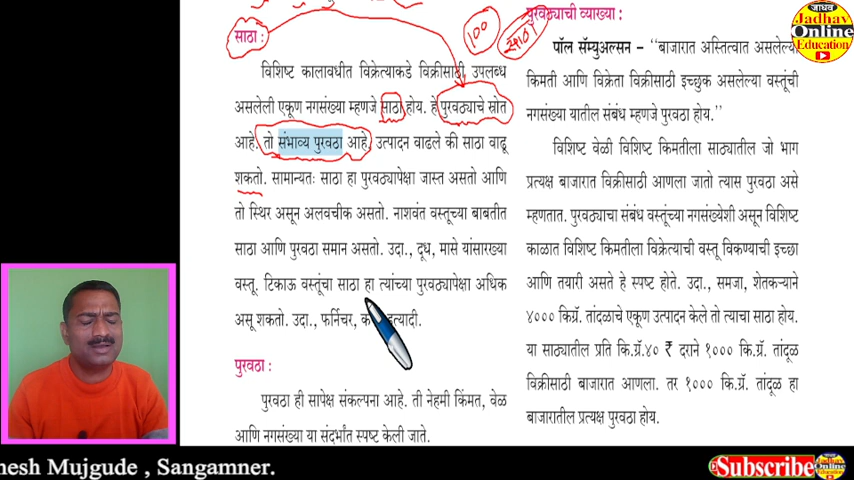 साठा :
विशिष्ट कालावधीत विक्रेत्याकडे विक्रीसाठी उपलब्ध
असलेली एकूण नगसंख्या म्हणजे साठा होय. हे पुरवठ्याचे स्रोत
आहे. तो संभाव्य पुरवठा आहे. उत्पादन वाढले की साठा वाढू
शकतो. सामान्यतः साठा हा पुरवठ्यापेक्षा जास्त असतो आणि
तो स्थिर असून अलवचीक असतो. नाशवंत वस्तूच्या बाबतीत
साठा आणि पुरवठा समान असतो. उदा., दूध, मासे यांसारख्या
वस्तू. टिकाऊ वस्तूंचा साठा हा त्यांच्या पुरवठ्यापेक्षा अधिक
असू शकतो. उदा., फर्निचर,
पुरवठा :
पुरवठा ही सापेक्ष संकल्पना आहे. ती नेहमी किंमत, वेळ
आणि नगसंख्या या संदर्भांत स्पष्ट केली जाते.
100
साठा
पुरवठ्याची व्याख्या :
पॉल सॅम्युअल्सन – ‘‘बाजारात अस्तित्वात असलेल्या
किमती आणि विक्रेता विक्रीसाठी इच्छुक असलेल्या वस्तूंची
नगसंख्या यातील संबंध म्हणजे पुरवठा होय.’’
विशिष्ट वेळी विशिष्ट किमतीला साठ्यातील जो भाग
प्रत्यक्ष बाजारात विक्रीसाठी आणला जातो त्यास पुरवठा असे
म्हणतात. पुरवठ्याचा संबंध वस्तूंच्या नगसंख्येशी असून विशिष्ट
काळात विशिष्ट किमतीला विक्रेत्याची वस्तू विकण्याची इच्छा
आणि तयारी असते हे स्पष्ट होते. उदा., समजा, शेतकऱ्याने
४००० किग्रॅ. तांदळाचे एकूण उत्पादन केले तो त्याचा साठा होय.
या साठ्यातील प्रति कि.ग्रॅ.४० ₹ दराने १००० कि.ग्रॅ. तांदूळ
विक्रीसाठी बाजारात आणला. तर १००० कि.ग्रॅ. तांदूळ हा
बाजारातील प्रत्यक्ष पुरवठा होय.
जाधव
Jadhav
Online
Education
nesh Mujgude , Sangamner.
Subscribe
Jadhav
Online